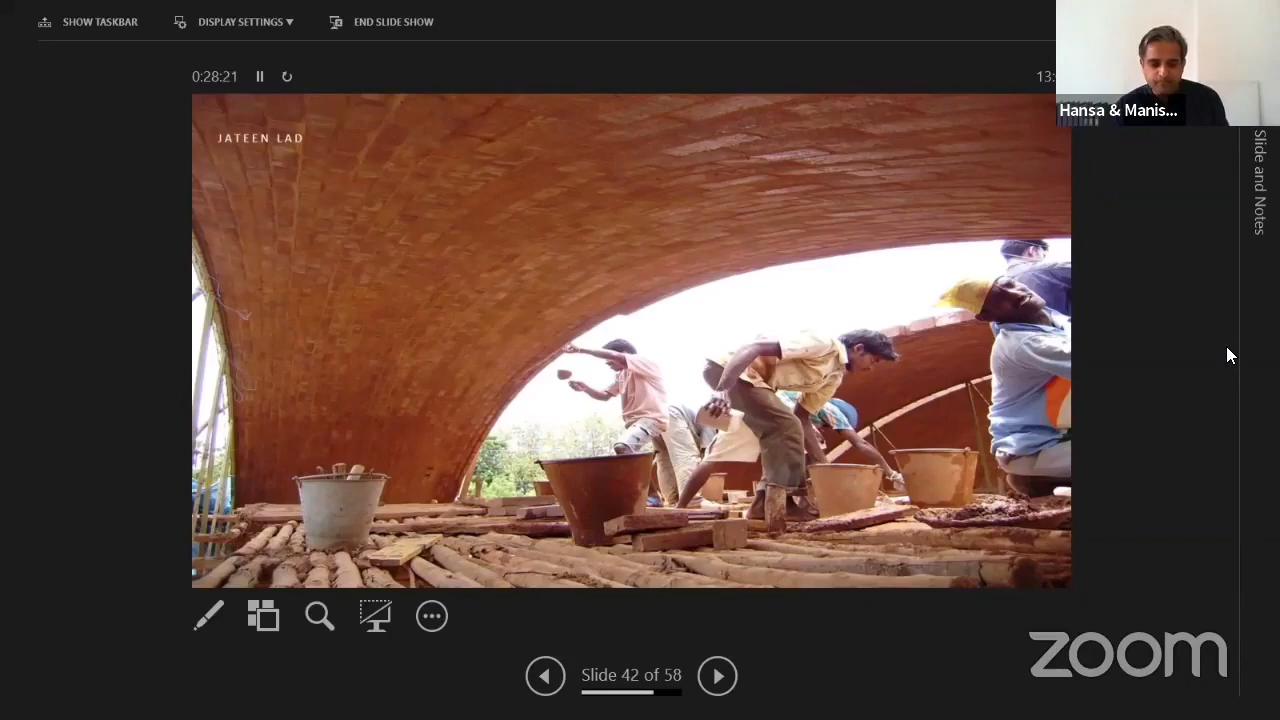 SHOW TASKBAR
DISPLAY SETTINGS ▼
END SLIDE SHOW
0:28:21
13:
Hansa & Manis...
JATEEN LAD
Slide and Notes
Slide 42 of 58
zoom